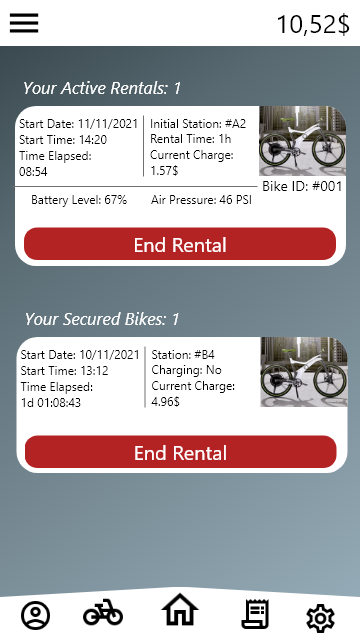 10,52$
Your Active Rentals: 1
Start Date: 11/11/2021
Start Time: 14:20
Time Elapsed:
08:54
Initial Station: #A2
Rental Time: 1h
Current Charge:
1.57$
Bike ID: #001
Battery Level: 67%
Air Pressure: 46 PSI
End Rental
Your Secured Bikes: 1
Start Date: 10/11/2021
Start Time: 13:12
Time Elapsed:
1d 01:08:43
Station: #B4
Charging: No
Current Charge:
4.96$
End Rental